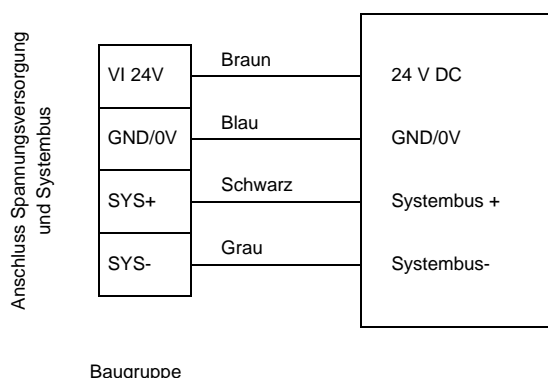 Anschluss Spannungsversorgung
und Systembus
VI 24V
Braun
24 V DC
GND/0V
Blau
GND/0V
SYS+
Schwarz
Systembus +
SYS-
Grau
Systembus-
Baugruppe